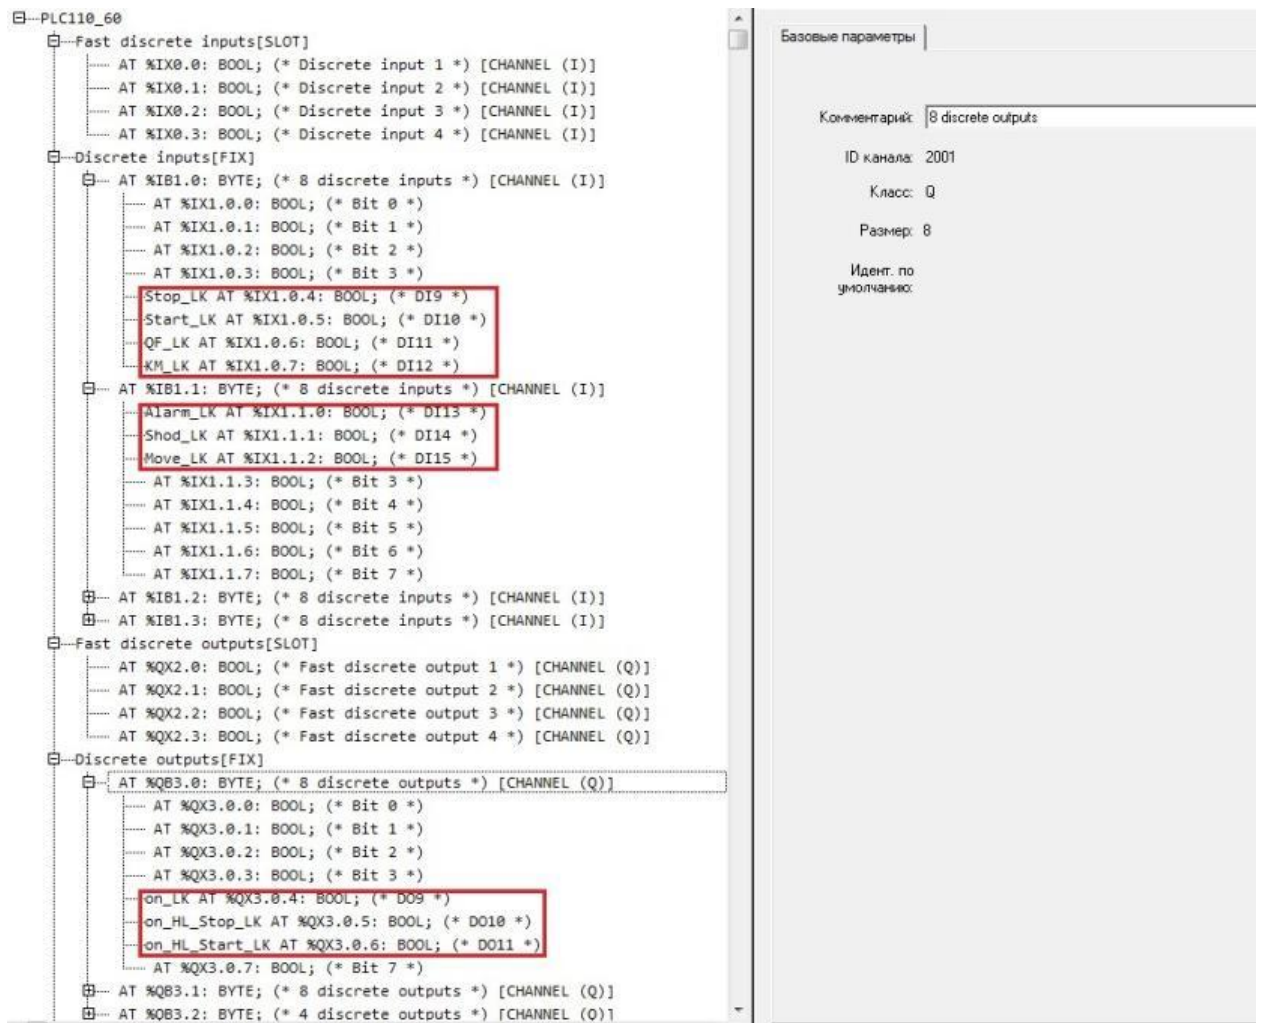 PLC110_60
Fast discrete inputs[SLOT]
AT %IX0.0: BOOL; (* Discrete input 1 *) [CHANNEL (I)]
AT %IX0.1: BOOL; (* Discrete input 2 *) [CHANNEL (I)]
AT %IX0.2: BOOL; (* Discrete input 3 *) [CHANNEL (I)]
AT %IX0.3: BOOL; (* Discrete input 4 *) [CHANNEL (I)]
Discrete inputs[FIX]
AT %IB1.0: BYTE; (* 8 discrete inputs *) [CHANNEL (I)]
AT %IX1.0.0: BOOL; (* Bit 0 *)
AT %IX1.0.1: BOOL; (* Bit 1 *)
AT %IX1.0.2: BOOL; (* Bit 2 *)
AT %IX1.0.3: BOOL; (* Bit 3 *)
Stop_LK AT %IX1.0.4: BOOL; (* DI9 *)
Start_LK AT %IX1.0.5: BOOL; (* DI10 *)
QF_LK AT %IX1.0.6: BOOL; (* DI11 *)
KM_LK AT %IX1.0.7: BOOL; (* DI12 *)
AT %IB1.1: BYTE; (* 8 discrete inputs *) [CHANNEL (I)]
Alarm_LK AT %IX1.1.0: BOOL; (* DI13 *)
Shod_LK AT %IX1.1.1: BOOL; (* DI14 *)
Move_LK AT %IX1.1.2: BOOL; (* DI15 *)
AT %IX1.1.3: BOOL; (* Bit 3 *)
AT %IX1.1.4: BOOL; (* Bit 4 *)
AT %IX1.1.5: BOOL; (* Bit 5 *)
AT %IX1.1.6: BOOL; (* Bit 6 *)
AT %IX1.1.7: BOOL; (* Bit 7 *)
AT %IB1.2: BYTE; (* 8 discrete inputs *) [CHANNEL (I)]
AT %IB1.3: BYTE; (* 8 discrete inputs *) [CHANNEL (I)]
Fast discrete outputs[SLOT]
AT %QX2.0: BOOL; (* Fast discrete output 1 *) [CHANNEL (Q)]
AT %QX2.1: BOOL; (* Fast discrete output 2 *) [CHANNEL (Q)]
AT %QX2.2: BOOL; (* Fast discrete output 3 *) [CHANNEL (Q)]
AT %QX2.3: BOOL; (* Fast discrete output 4 *) [CHANNEL (Q)]
Discrete outputs[FIX]
AT %QB3.0: BYTE; (* 8 discrete outputs *) [CHANNEL (Q)]
AT %QX3.0.0: BOOL; (* Bit 0 *)
AT %QX3.0.1: BOOL; (* Bit 1 *)
AT %QX3.0.2: BOOL; (* Bit 2 *)
AT %QX3.0.3: BOOL; (* Bit 3 *)
on_LK AT %QX3.0.4: BOOL; (* DO9 *)
on_HL_Stop_LK AT %QX3.0.5: BOOL; (* DO10 *)
on_HL_Start_LK AT %QX3.0.6: BOOL; (* DO11 *)
AT %QX3.0.7: BOOL; (* Bit 7 *)
AT %QB3.1: BYTE; (* 8 discrete outputs *) [CHANNEL (Q)]
AT %QB3.2: BYTE; (* 4 discrete outputs *) [CHANNEL (Q)]
Базовые параметры
Комментарий: 8 discrete outputs
ID канала: 2001
Класс: Q
Размер: 8
Идент. по
умолчанию: